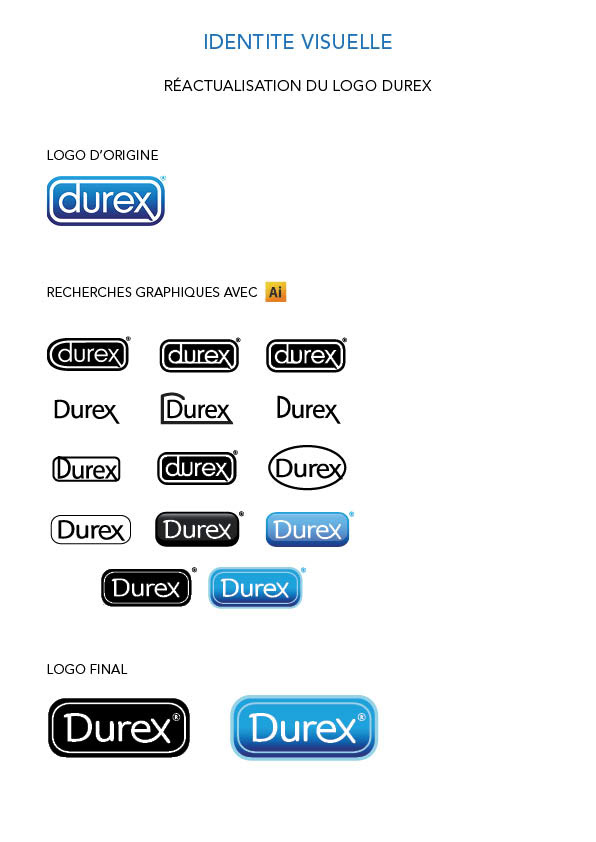 IDENTITE VISUELLE
RÉACTUALISATION DU LOGO DUREX
LOGO D'ORIGINE
durex®
RECHERCHES GRAPHIQUES AVEC Ai
durex® durex® durex®
Durex Durex Durex
Durex durex® Durex
Durex Durex® Durex®
Durex® Durex®
LOGO FINAL
Durex® Durex®